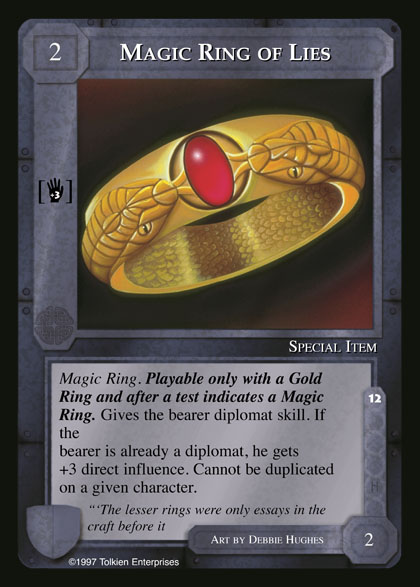 2
MAGIC RING OF LIES
[+3]
SPECIAL ITEM
Magic Ring. Playable only with a Gold
Ring and after a test indicates a Magic
Ring. Gives the bearer diplomat skill. If
the
bearer is already a diplomat, he gets
+3 direct influence. Cannot be duplicated
on a given character.
12
“‘The lesser rings were only essays in the
craft before it
H
ART BY DEBBIE HUGHES
2
©1997 Tolkien Enterprises